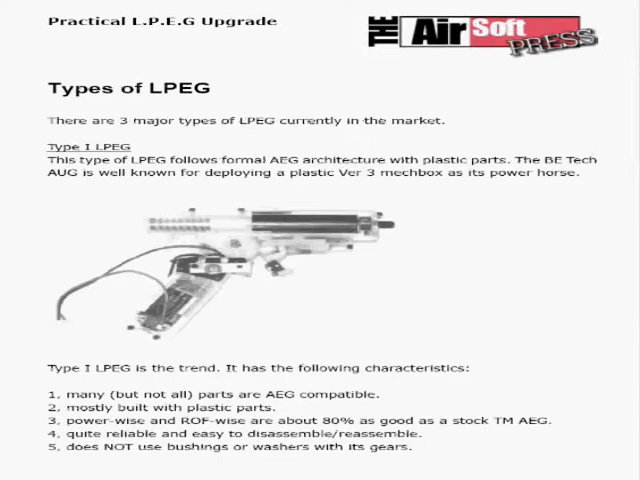 Practical L.P.E.G Upgrade
THE AirSoft PRESS
Types of LPEG
There are 3 major types of LPEG currently in the market.
Type I LPEG
This type of LPEG follows formal AEG architecture with plastic parts. The BE Tech
AUG is well known for deploying a plastic Ver 3 mechbox as its power horse.
Type I LPEG is the trend. It has the following characteristics:
1, many (but not all) parts are AEG compatible.
2, mostly built with plastic parts.
3, power-wise and ROF-wise are about 80% as good as a stock TM AEG.
4, quite reliable and easy to disassemble/reassemble.
5, does NOT use bushings or washers with its gears.